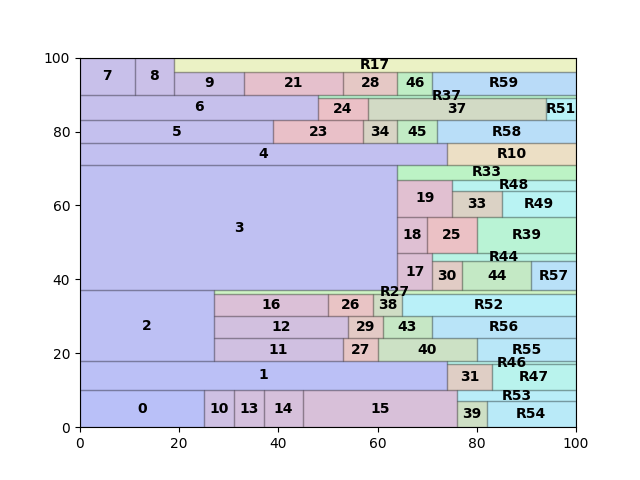 100
R17
7 8 9 21 28 46 R59
R37
6 24 37 R51
80
5 23 34 45 R58
4 R10
R33
R48
19 33 R49
60
3 18 25 R39
R44
17 30 44 R57
40
R27
16 26 38 R52
2 12 29 43 R56
11 27 40 R55
20
R46
1 31 R47
R53
0 10 13 14 15 39 R54
0
0 20 40 60 80 100